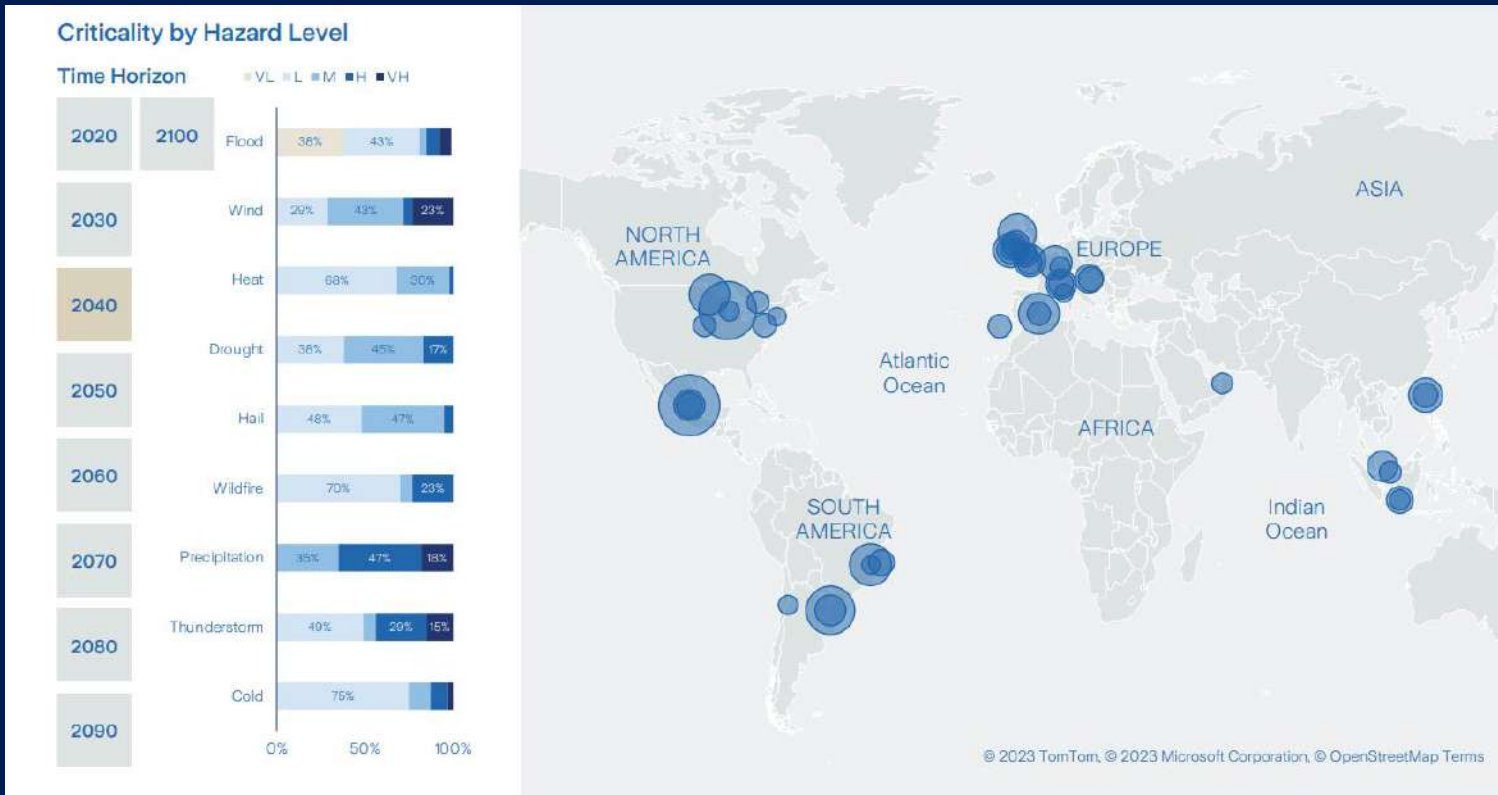 Criticality by Hazard Level
Time Horizon
VL L M H VH
2020
2100
2030
2040
2050
2060
2070
2080
2090
Flood 38% 43%
Wind 29% 43% 23%
Heat 68% 30%
Drought 38% 45% 17%
Hail 48% 47%
Wildfire 70% 23%
Precipitation 35% 47% 18%
Thunderstorm 49% 29% 15%
Cold 75%
0% 50% 100%
NORTH
AMERICA
EUROPE
ASIA
Atlantic
Ocean
AFRICA
SOUTH
AMERICA
Indian
Ocean
© 2023 TomTom, © 2023 Microsoft Corporation, © OpenStreetMap Terms